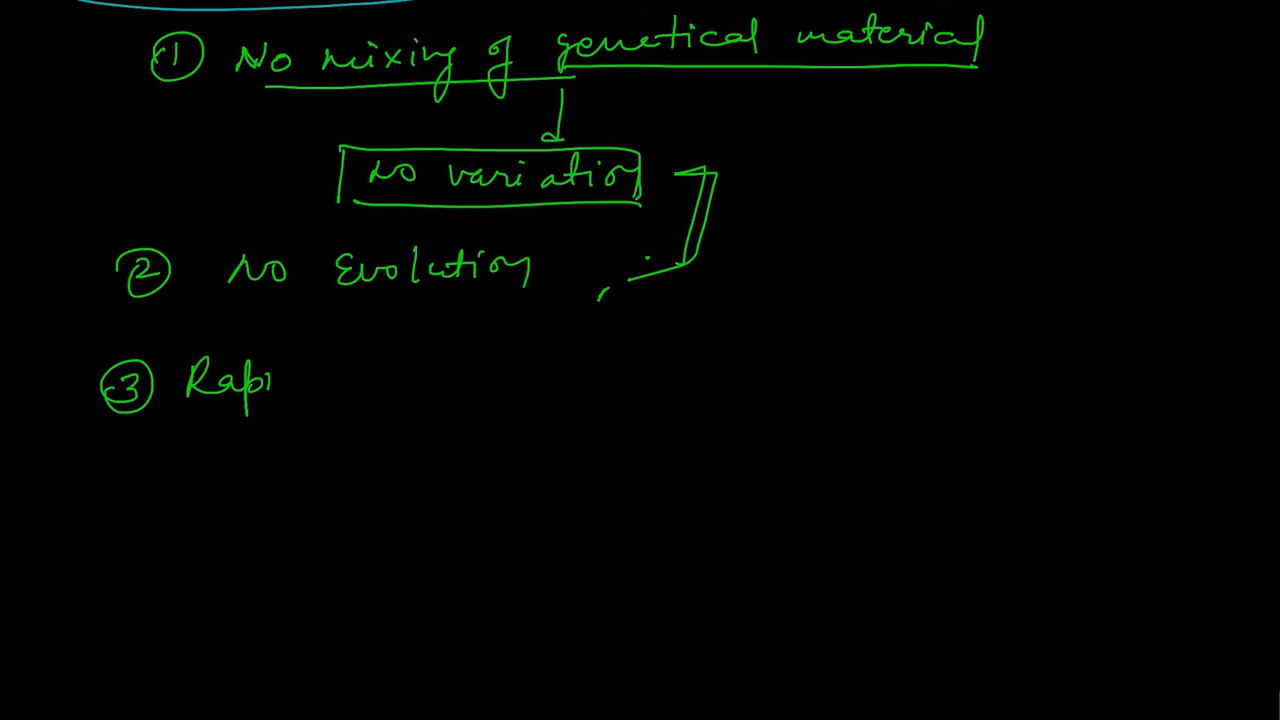 ① No mixing of genetical material
No variation
② No Evolution
③ Rapi